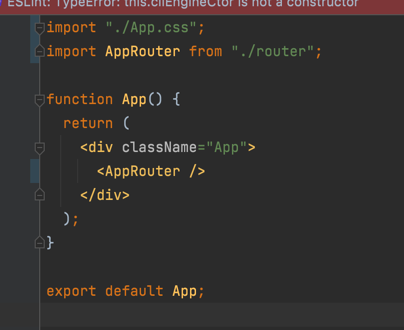 ESLint: TypeError: this.cliEngineCtor is not a constructor
import "./App.css";
import AppRouter from "./router";
function App() {
return (
<div className="App">
<AppRouter />
</div>
);
}
export default App;